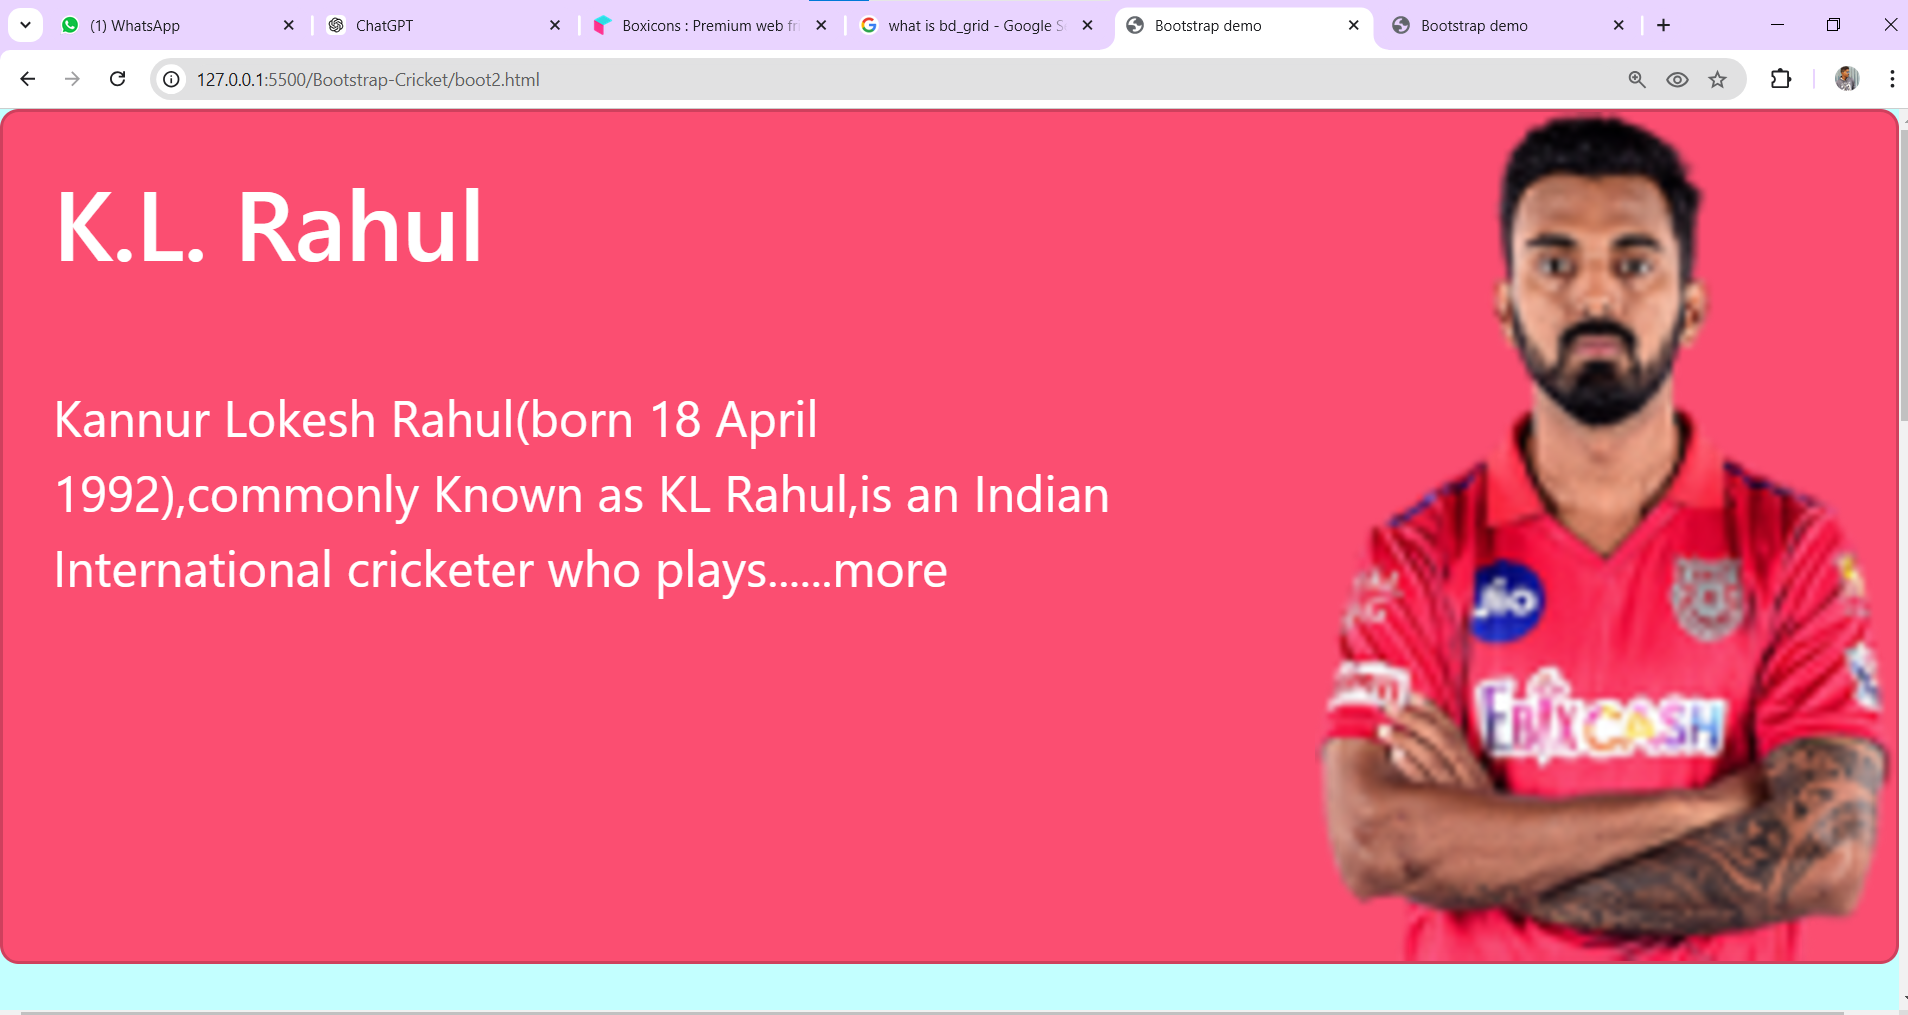 (1) WhatsApp
ChatGPT
Boxicons : Premium web fri
what is bd_grid - Google Se
Bootstrap demo
Bootstrap demo
127.0.0.1:5500/Bootstrap-Cricket/boot2.html
K.L. Rahul
Kannur Lokesh Rahul(born 18 April
1992),commonly Known as KL Rahul,is an Indian
International cricketer who plays......more
Jio
EBIXCASH